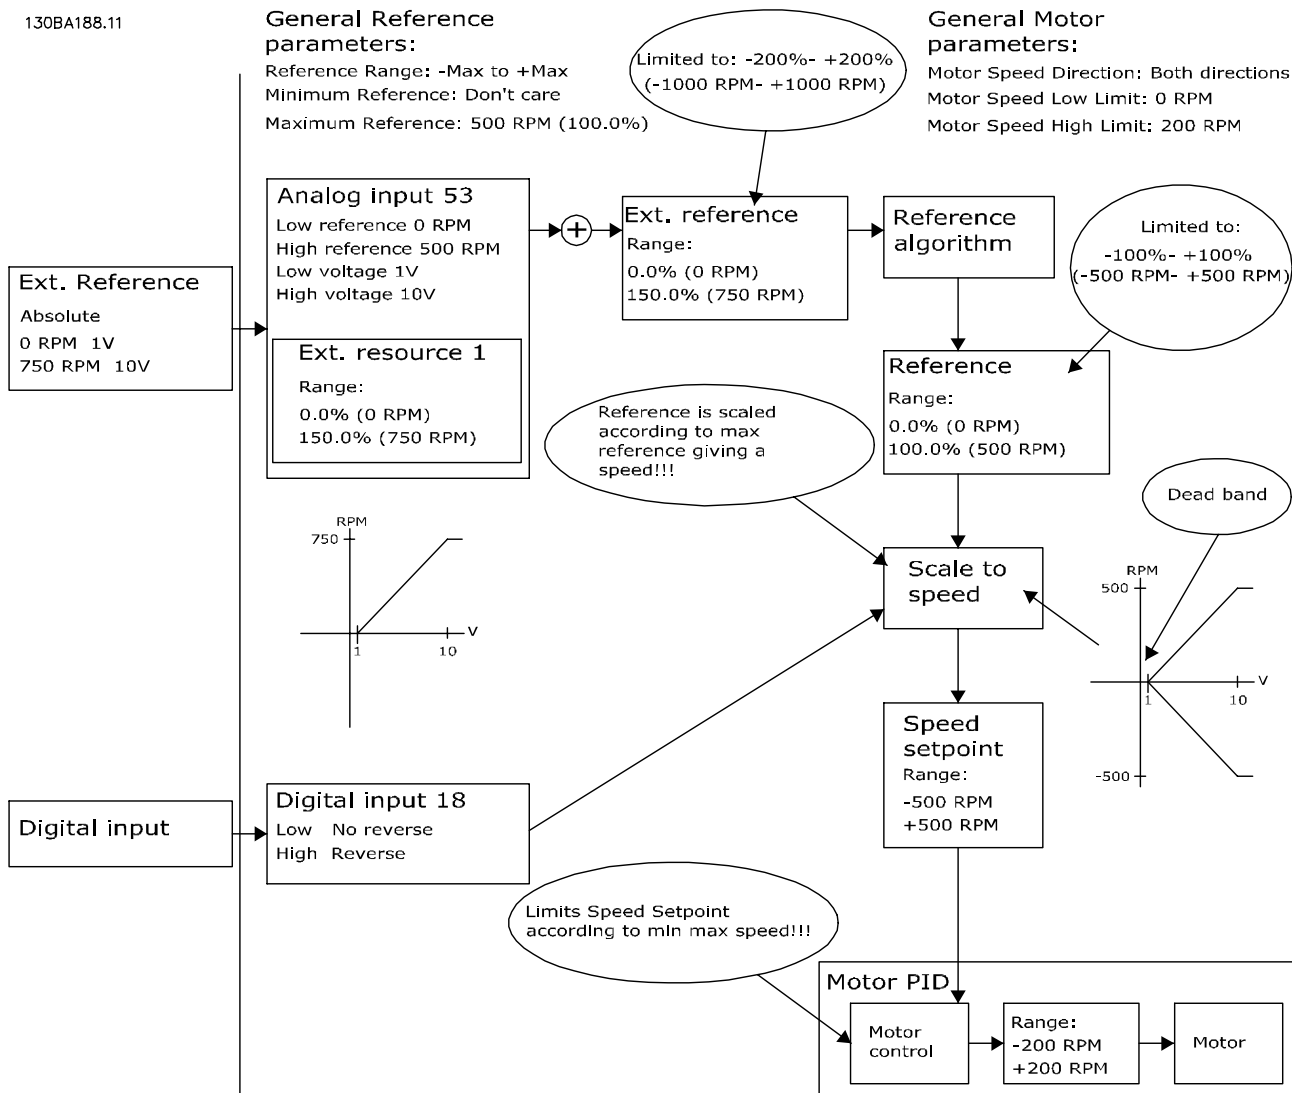 130BA188.11
General Reference
parameters:
Reference Range: -Max to +Max
Minimum Reference: Don't care
Maximum Reference: 500 RPM (100.0%)
Limited to: -200%- +200%
(-1000 RPM- +1000 RPM)
General Motor
parameters:
Motor Speed Direction: Both directions
Motor Speed Low Limit: 0 RPM
Motor Speed High Limit: 200 RPM
Ext. Reference
Absolute
0 RPM 1V
750 RPM 10V
Analog input 53
Low reference 0 RPM
High reference 500 RPM
Low voltage 1V
High voltage 10V
Ext. resource 1
Range:
0.0% (0 RPM)
150.0% (750 RPM)
+
Ext. reference
Range:
0.0% (0 RPM)
150.0% (750 RPM)
Reference
algorithm
Limited to:
-100%- +100%
(-500 RPM- +500 RPM)
Reference
Range:
0.0% (0 RPM)
100.0% (500 RPM)
Reference is scaled
according to max
reference giving a
speed!!!
Dead band
RPM
750
V
1
10
Scale to
speed
RPM
500
V
1
10
-500
Speed
setpoint
Range:
-500 RPM
+500 RPM
Digital input
Digital input 18
Low No reverse
High Reverse
Limits Speed Setpoint
according to min max speed!!!
Motor PID
Motor
control
Range:
-200 RPM
+200 RPM
Motor